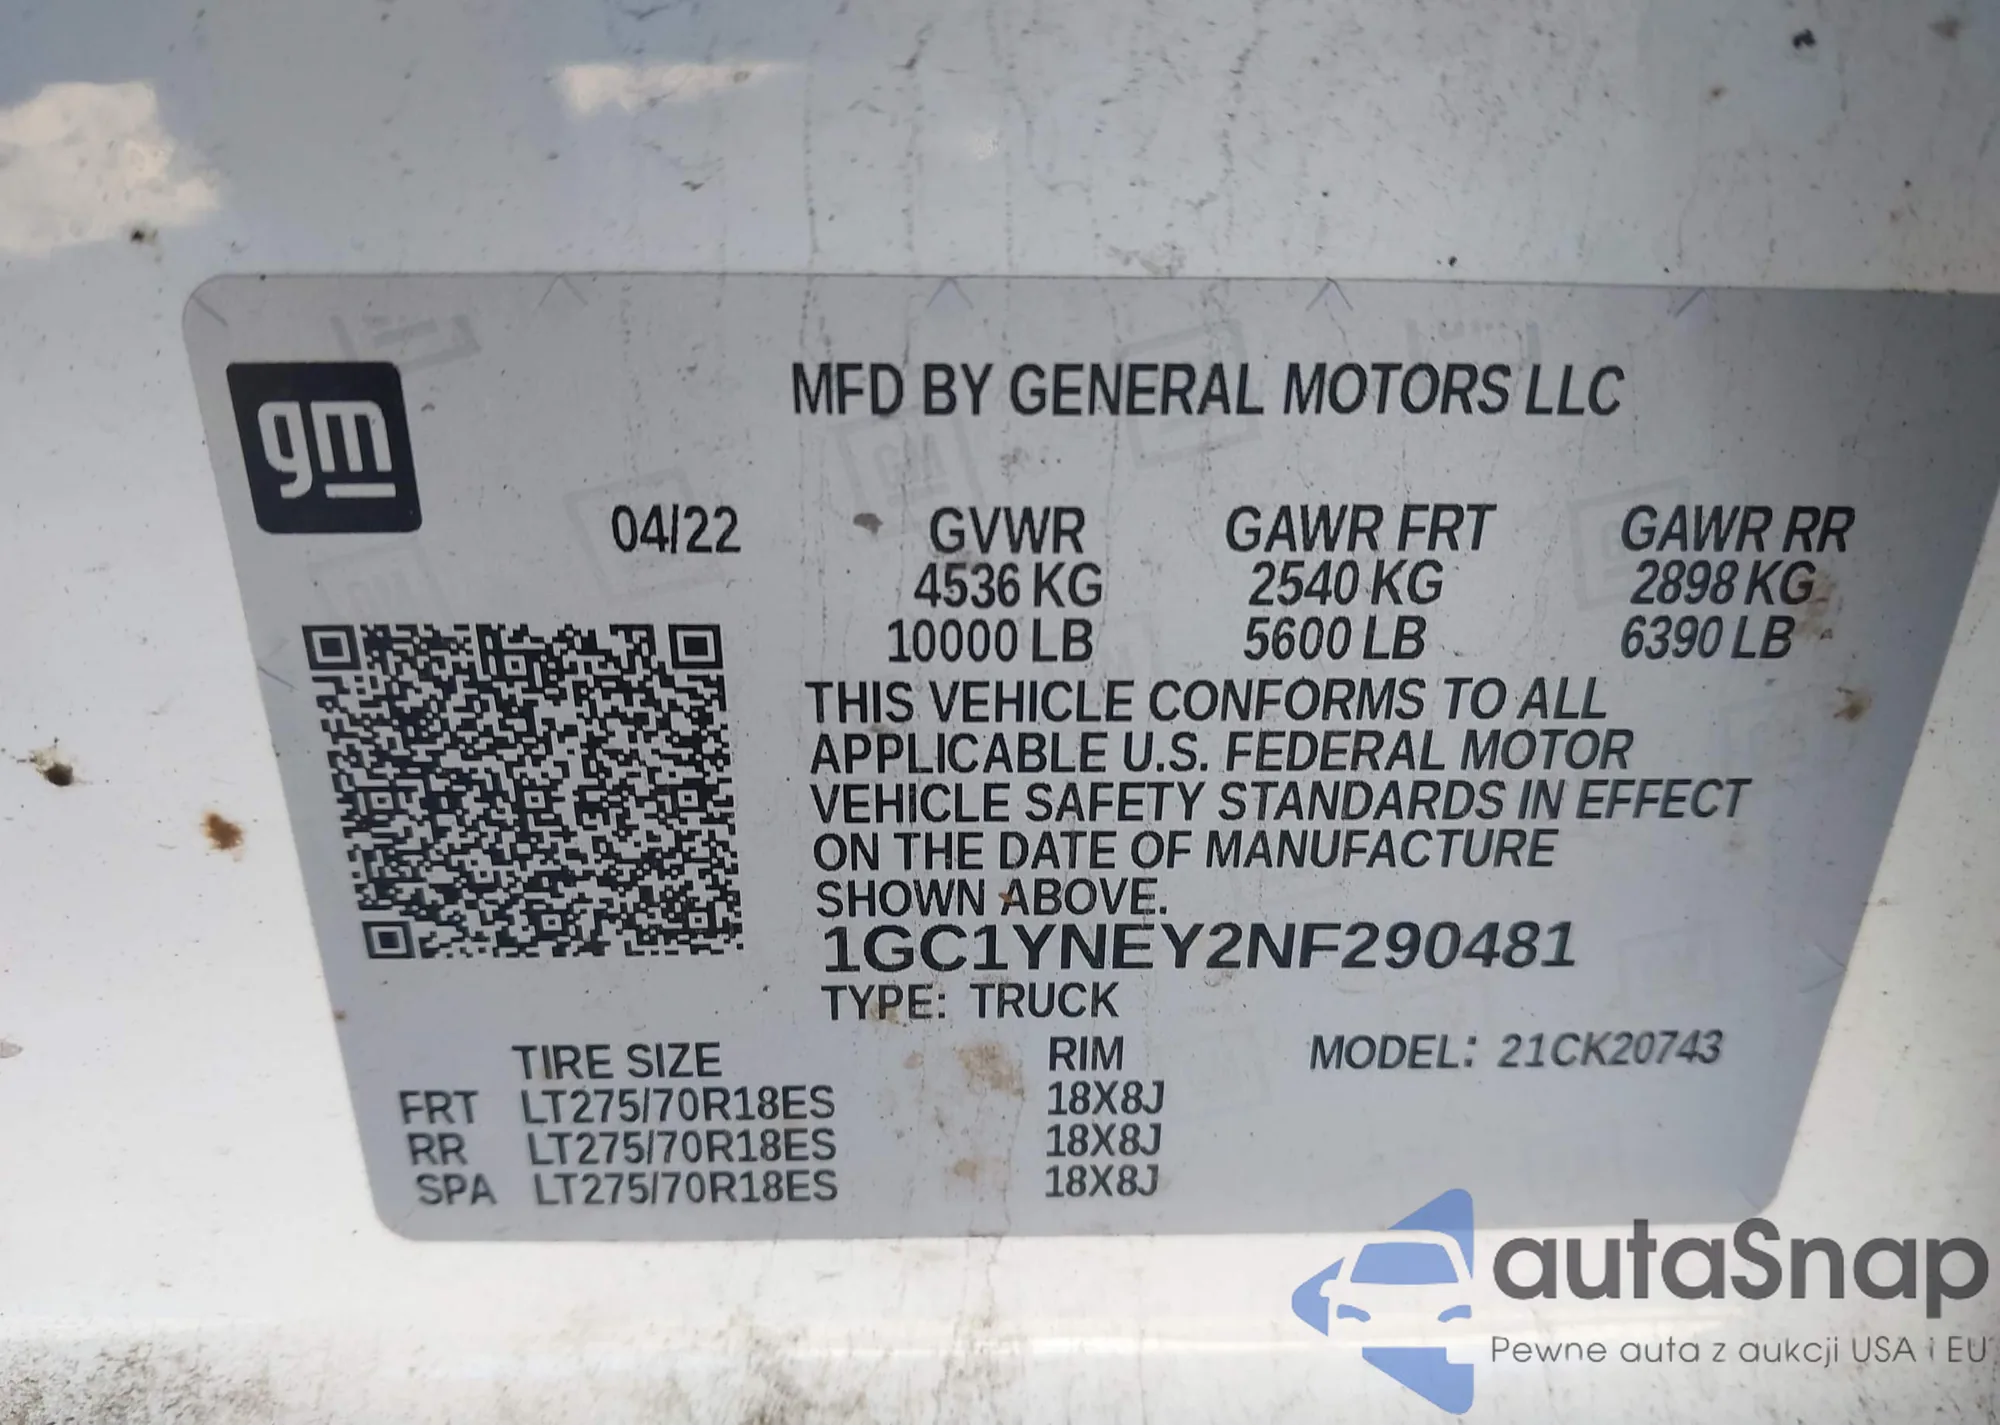 gm
MFD BY GENERAL MOTORS LLC
04/22 GVWR GAWR FRT GAWR RR
4536 KG 2540 KG 2898 KG
10000 LB 5600 LB 6390 LB
THIS VEHICLE CONFORMS TO ALL
APPLICABLE U.S. FEDERAL MOTOR
VEHICLE SAFETY STANDARDS IN EFFECT
ON THE DATE OF MANUFACTURE
SHOWN ABOVE.
1GC1YNEY2NF290481
TYPE: TRUCK
TIRE SIZE RIM MODEL: 21CK20743
FRT LT275/70R18ES 18X8J
RR LT275/70R18ES 18X8J
SPA LT275/70R18ES 18X8J
autaSnap
Pewne auta z aukcji USA i EU